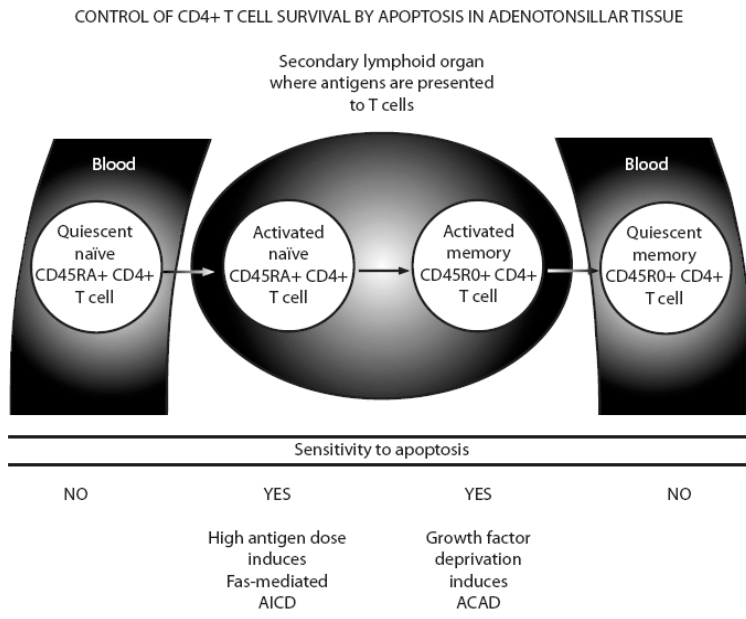 CONTROL OF CD4+ T CELL SURVIVAL BY APOPTOSIS IN ADENOTONSILLAR TISSUE
Secondary lymphoid organ
where antigens are presented
to T cells
Blood
Blood
Quiescent
naïve
CD45RA+ CD4+
T cell
Activated
naïve
CD45RA+ CD4+
T cell
Activated
memory
CD45R0+ CD4+
T cell
Quiescent
memory
CD45R0+ CD4+
T cell
Sensitivity to apoptosis
NO
YES
YES
NO
High antigen dose
induces
Fas-mediated
AICD
Growth factor
deprivation
induces
ACAD